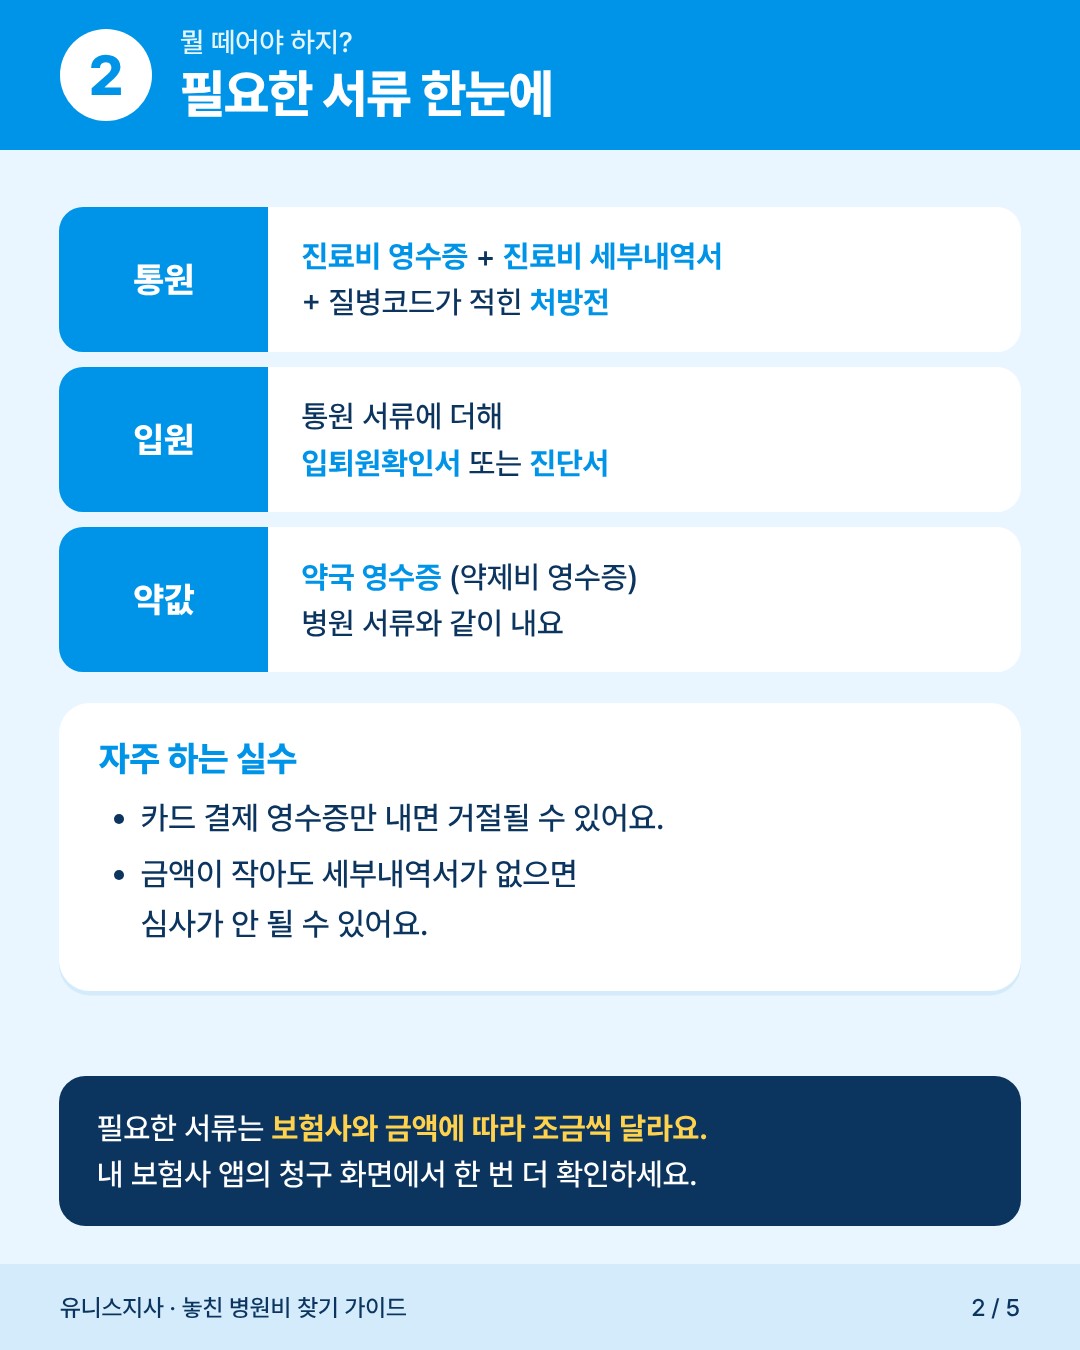 2
뭘 떼어야 하지?
필요한 서류 한눈에
통원
진료비 영수증 + 진료비 세부내역서
+ 질병코드가 적힌 처방전
입원
통원 서류에 더해
입퇴원확인서 또는 진단서
약값
약국 영수증 (약제비 영수증)
병원 서류와 같이 내요
자주 하는 실수
• 카드 결제 영수증만 내면 거절될 수 있어요.
• 금액이 작아도 세부내역서가 없으면
심사가 안 될 수 있어요.
필요한 서류는 보험사와 금액에 따라 조금씩 달라요.
내 보험사 앱의 청구 화면에서 한 번 더 확인하세요.
유니스지사 · 놓친 병원비 찾기 가이드
2 / 5